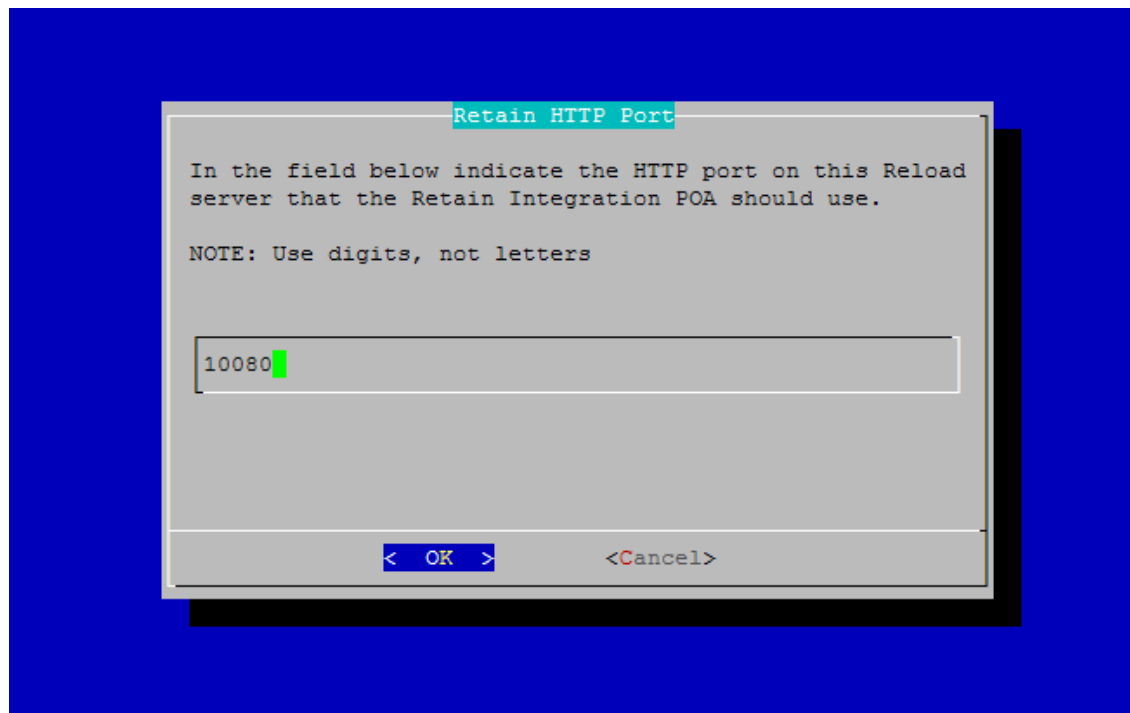 Retain HTTP Port
In the field below indicate the HTTP port on this Reload
server that the Retain Integration POA should use.
NOTE: Use digits, not letters
10080
< OK > <Cancel>